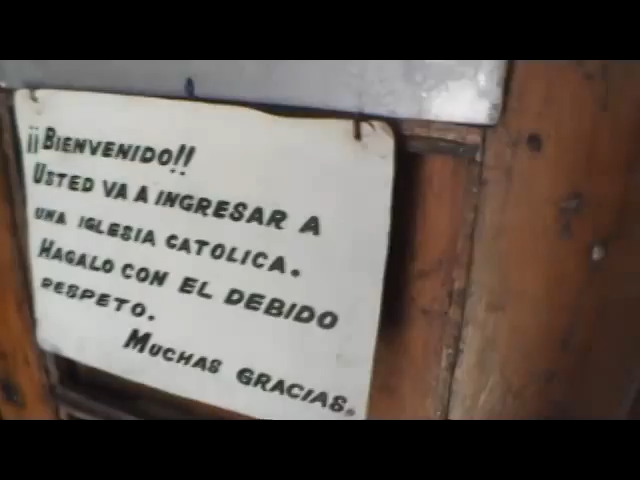 ¡¡BIENVENIDO!!
USTED VA A INGRESAR A
UNA IGLESIA CATOLICA.
HAGALO CON EL DEBIDO
RESPETO.
MUCHAS GRACIAS.